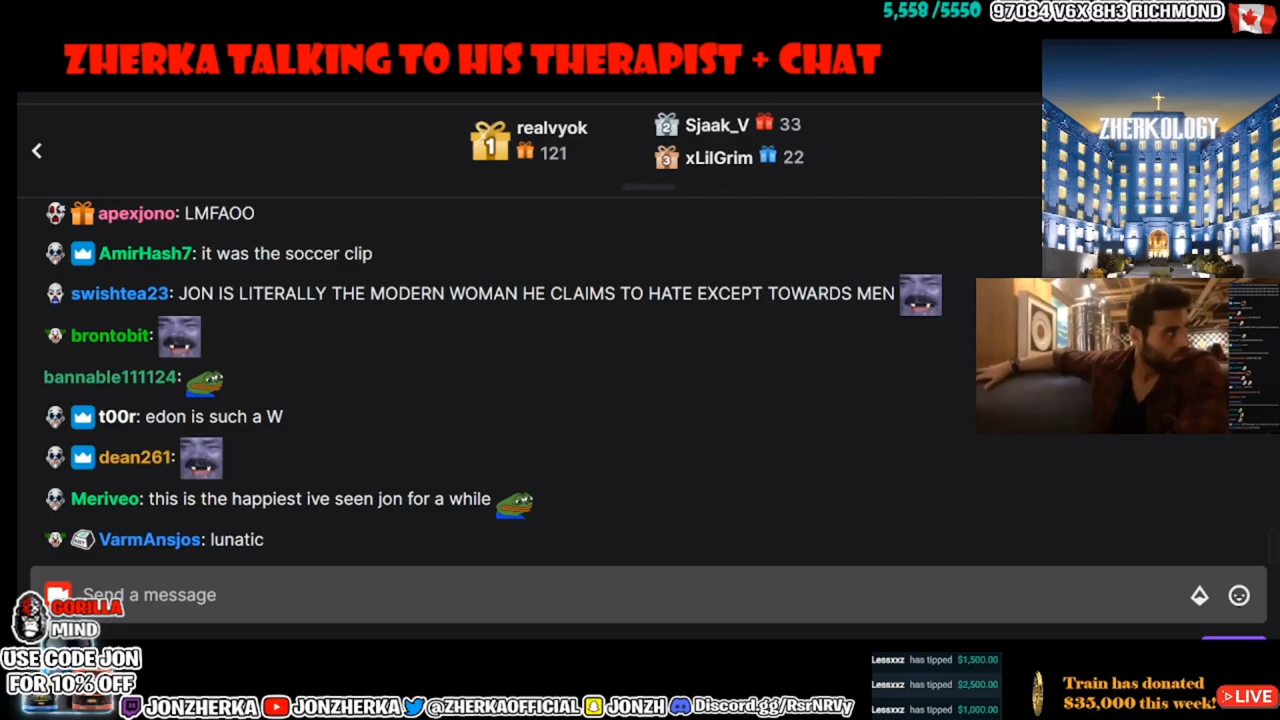 5,558 /5550
97084 V6X 8H3 RICHMOND
ZHERKA TALKING TO HIS THERAPIST + CHAT
ZHERKOLOGY
1 realvyok
121
2 Sjaak_V 33
3 xLilGrim 22
apexjono: LMFAOO
AmirHash7: it was the soccer clip
swishtea23: JON IS LITERALLY THE MODERN WOMAN HE CLAIMS TO HATE EXCEPT TOWARDS MEN
brontobit:
bannable111124:
t00r: edon is such a W
dean261:
Meriveo: this is the happiest ive seen jon for a while
VarmAnsjos: lunatic
Send a message
GORILLA
MIND
USE CODE JON
FOR 10% OFF
JONZHERKA JONZHERKA @ZHERKAOFFICIAL JONZH Discord.gg/RsrNRVy
Lessxxz has tipped $1,500.00
Lessxxz has tipped $2,500.00
Lessxxz has tipped $1,000.00
Train has donated
$35,000 this week!
LIVE